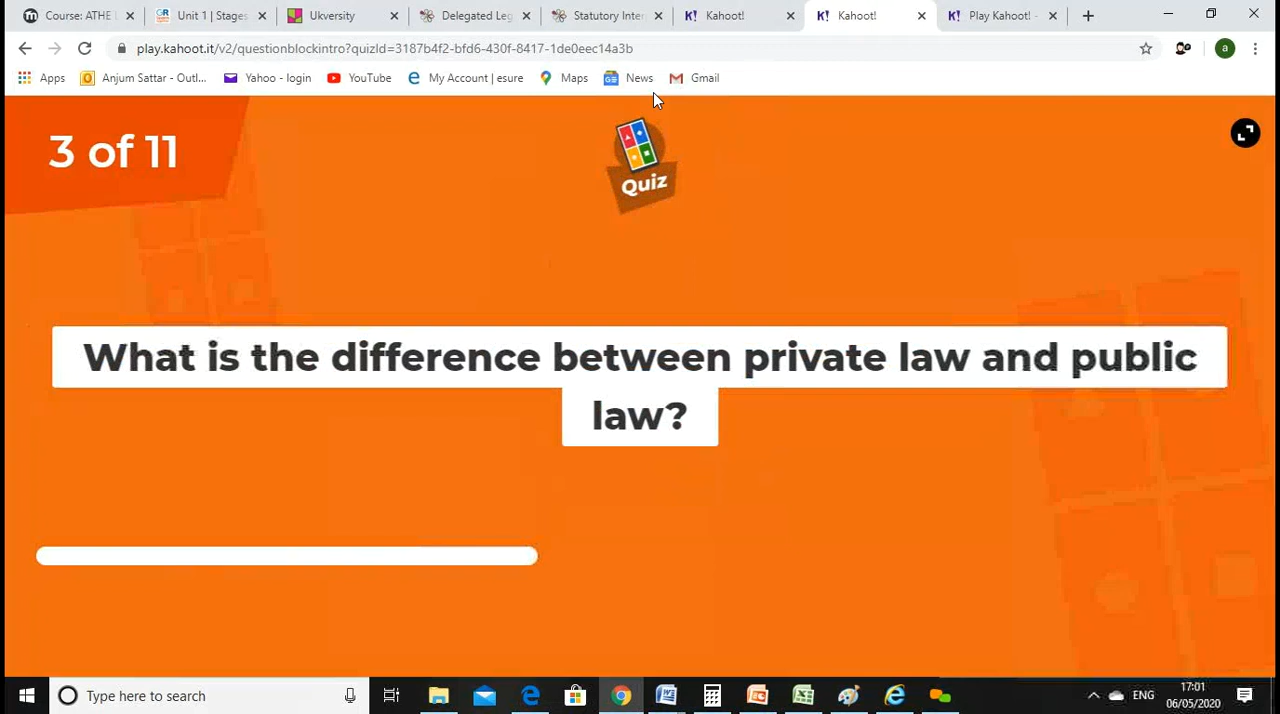 Course: ATHE
Unit 1 | Stages
Ukversity
Delegated Leg
Statutory Inter
Kahoot!
Kahoot!
Play Kahoot! -
play.kahoot.it/v2/questionblockintro?quizId=3187b4f2-bfd6-430f-8417-1de0eec14a3b
a
Apps
Anjum Sattar - Outl...
Yahoo - login
YouTube
My Account | esure
Maps
News
Gmail
3 of 11
Quiz
What is the difference between private law and public
law?
Type here to search
ENG
17:01
06/05/2020